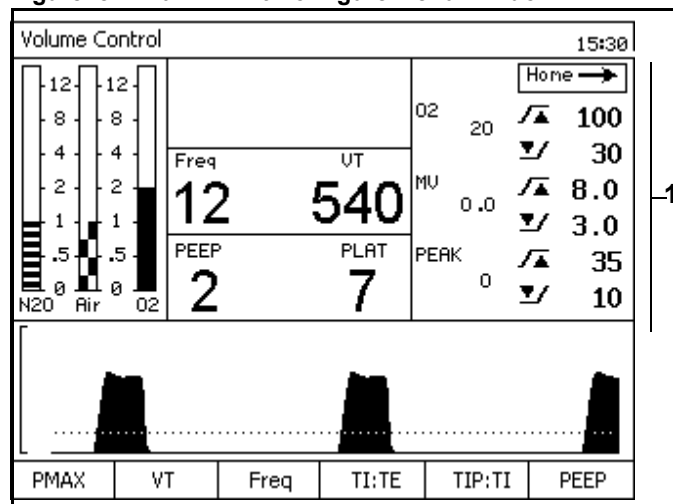 Volume Control 15:30
12 12
8 8
4 4
2 2
1 1
.5 .5
0 0
N2O Air O2
Freq VT
12 540
PEEP PLAT
2 7
Home
O2 20 100
30
MV 0.0 8.0
3.0
PEAK 0 35
10
1
PMAX VT Freq TI:TE TIP:TI PEEP